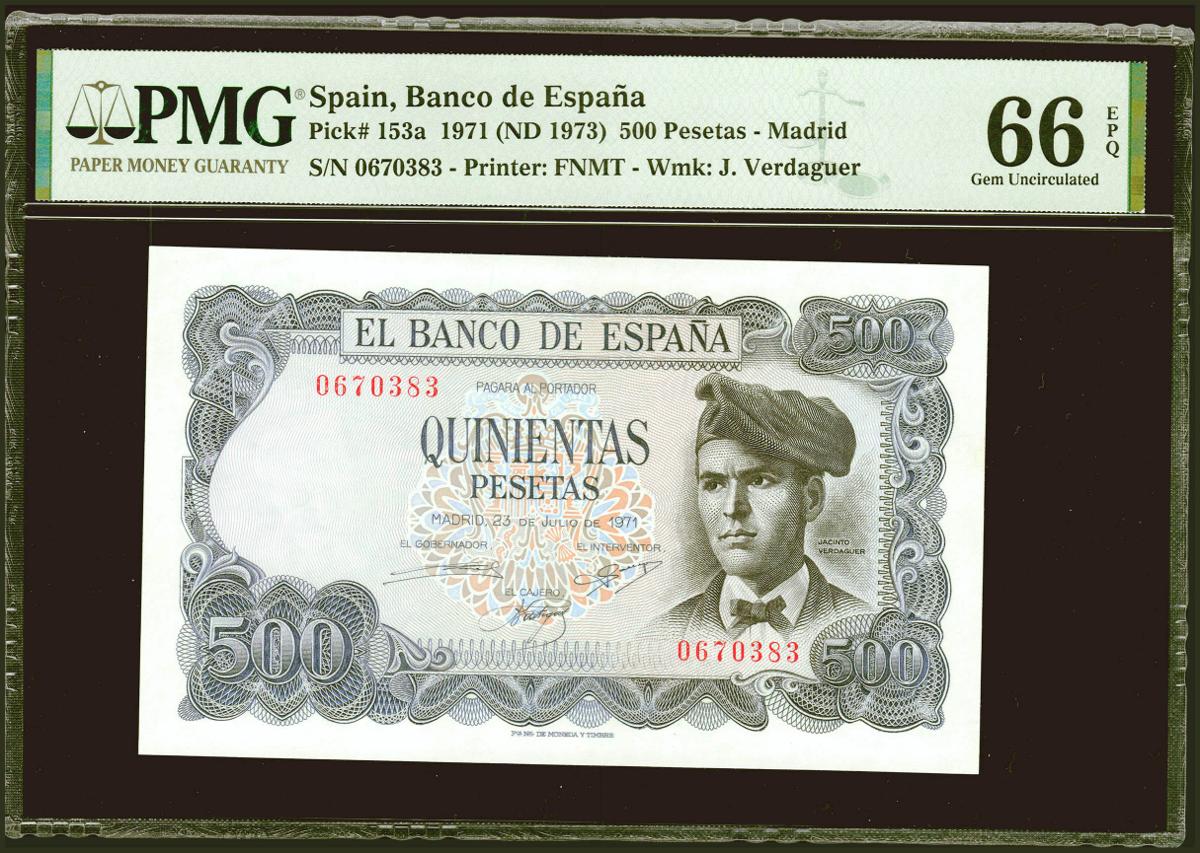 PMG®
PAPER MONEY GUARANTY
Spain, Banco de España
Pick# 153a 1971 (ND 1973) 500 Pesetas - Madrid
S/N 0670383 - Printer: FNMT - Wmk: J. Verdaguer
66 EPQ
Gem Uncirculated
EL BANCO DE ESPAÑA
500
0670383
PAGARA AL PORTADOR
QUINIENTAS
PESETAS
MADRID, 23 DE JULIO DE 1971
EL GOBERNADOR
EL INTERVENTOR
JACINTO
VERDAGUER
EL CAJERO
500
0670383
500